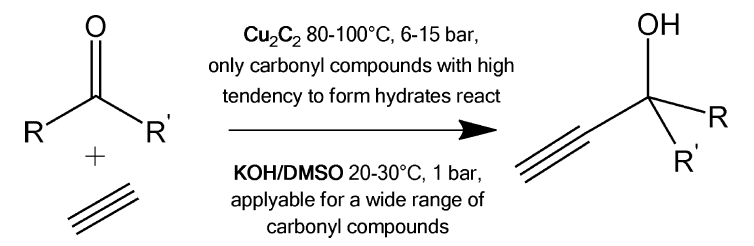 O
R
R'
+
Cu₂C₂ 80-100°C, 6-15 bar,
only carbonyl compounds with high
tendency to form hydrates react
KOH/DMSO 20-30°C, 1 bar,
applyable for a wide range of
carbonyl compounds
OH
R
R'